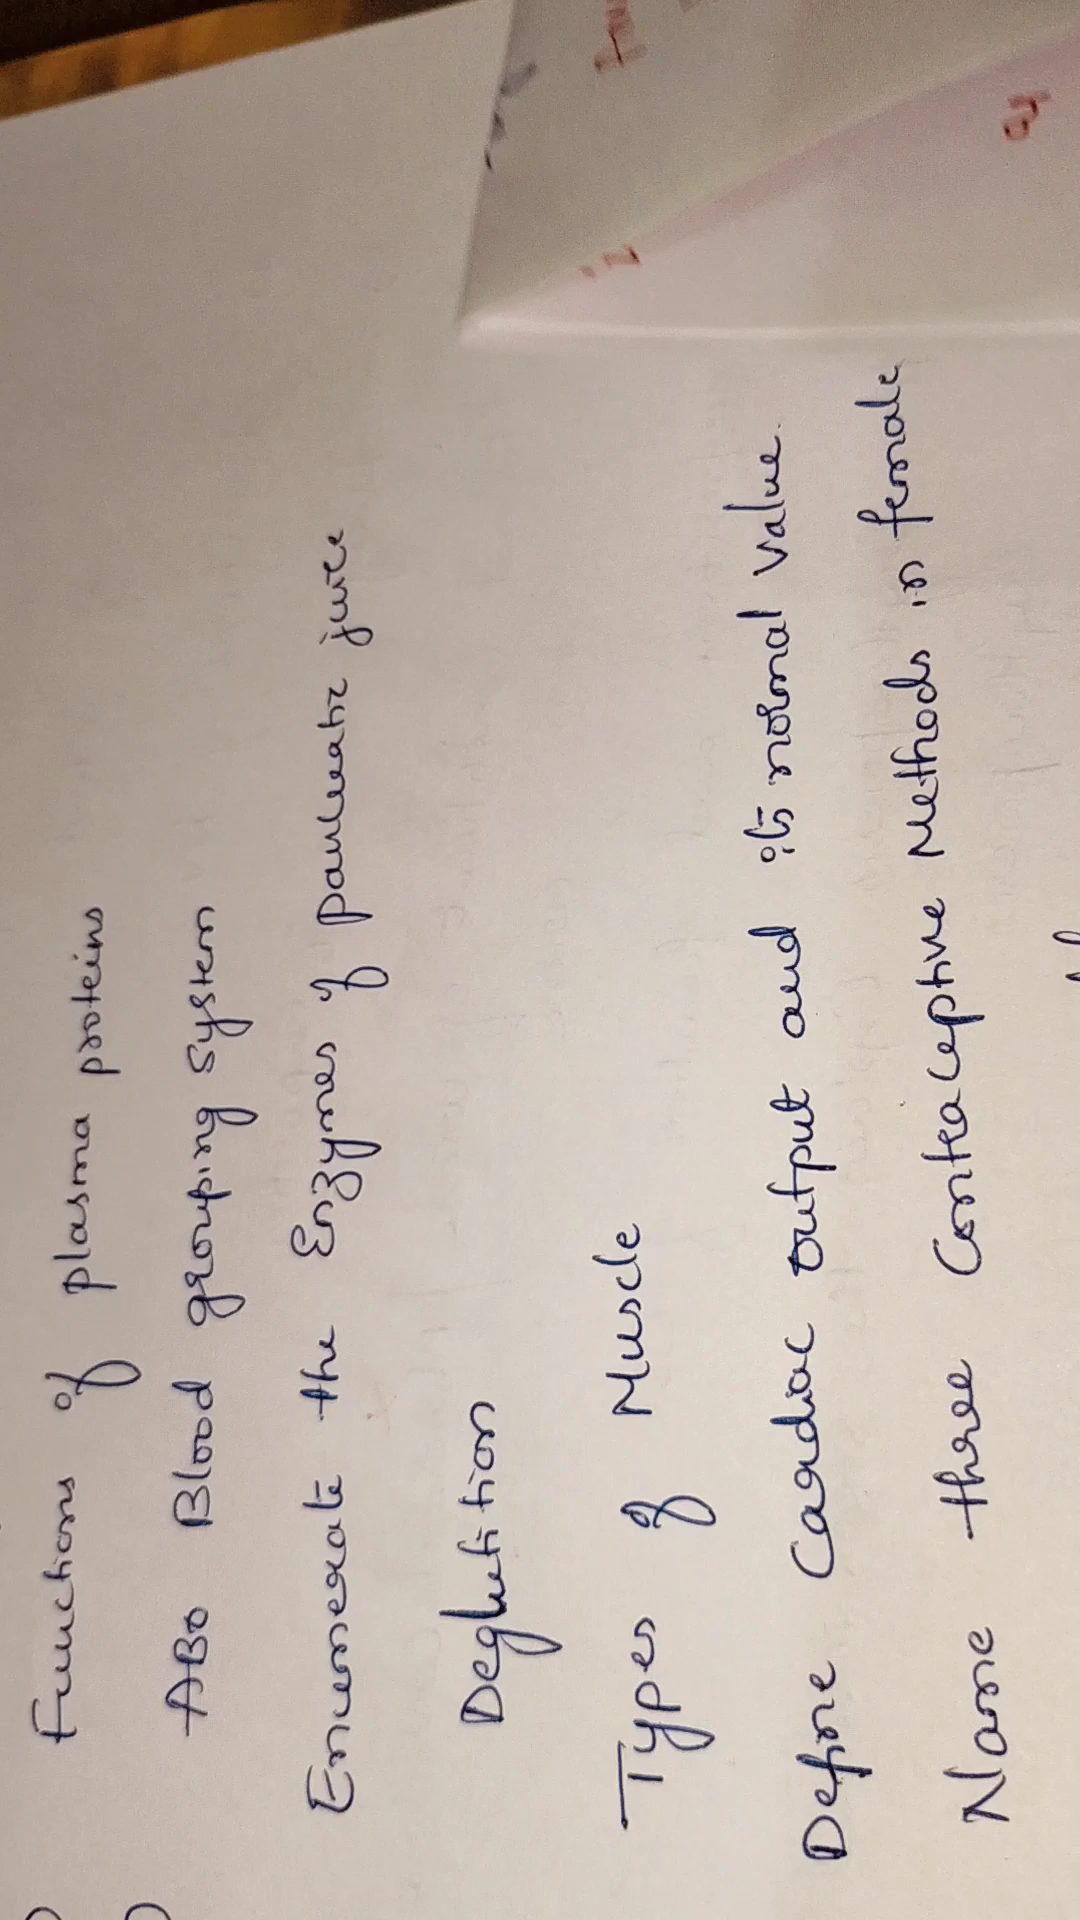 Functions of plasma proteins
ABO Blood grouping system
Enumerate the Enzymes of pancreatic juice
Deglutition
Types of Muscle
Define Cardiac output and its normal value.
Name three Contraceptive Methods in female